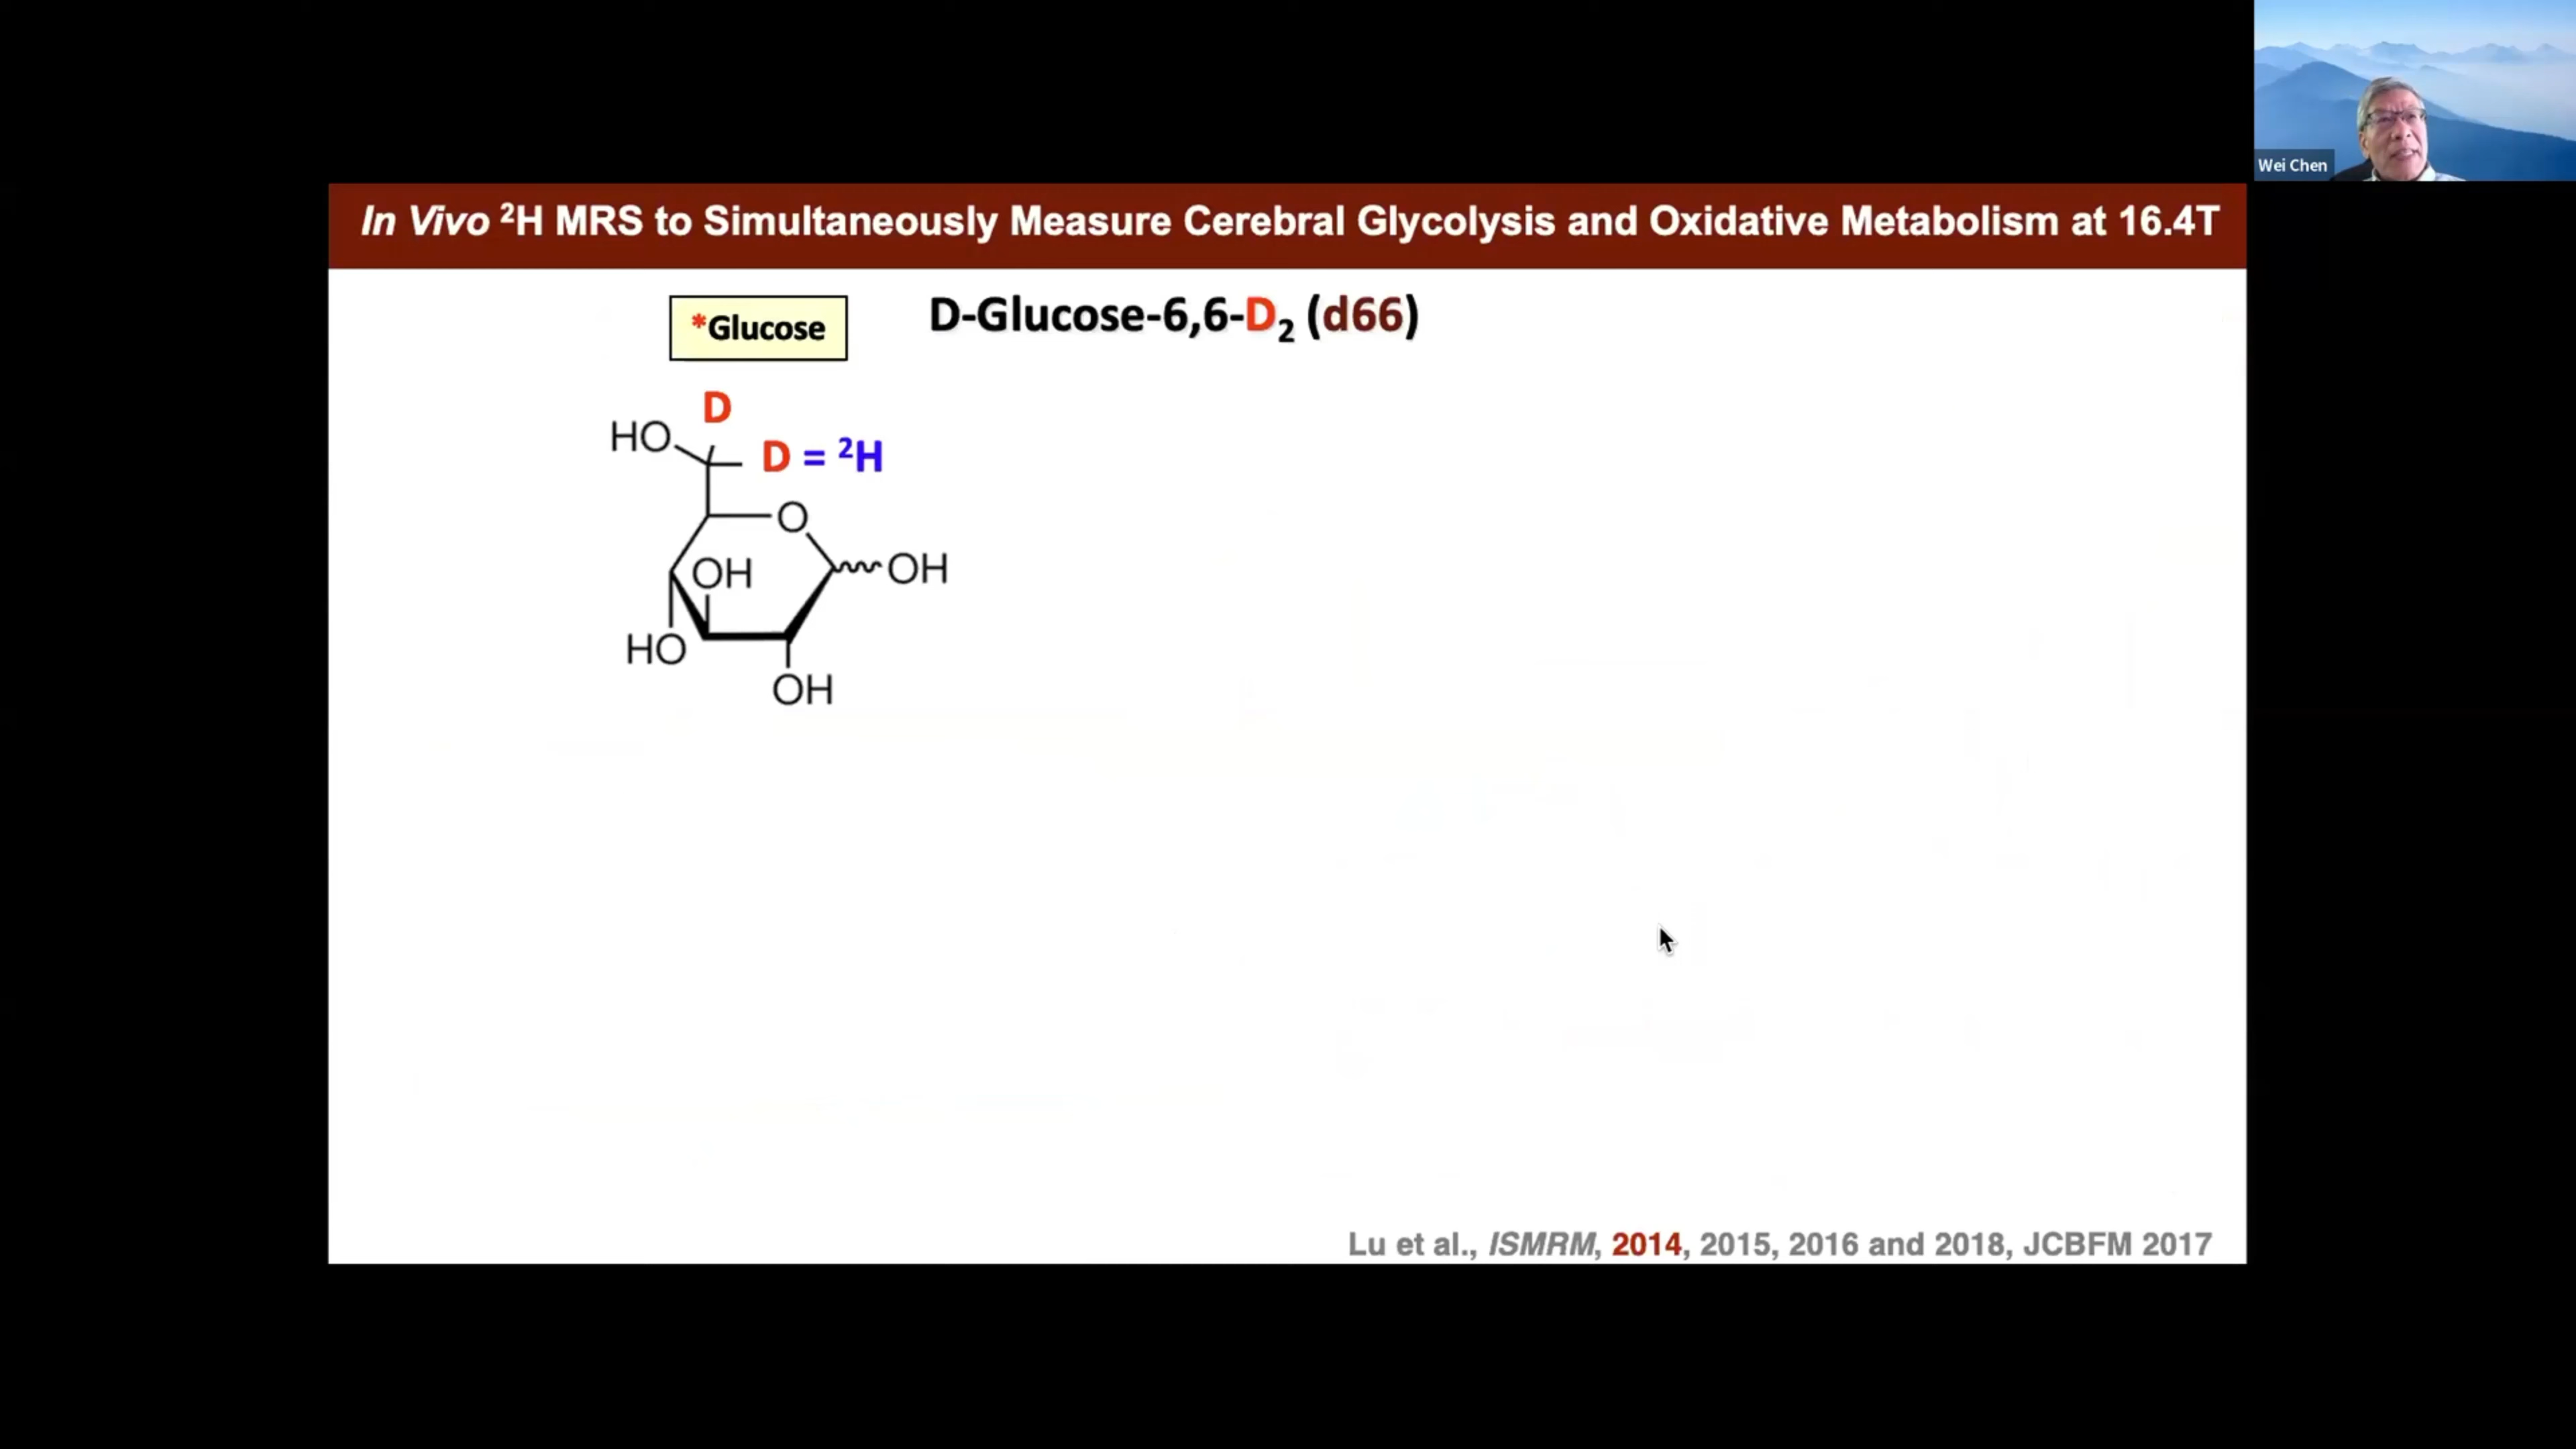 Wei Chen
In Vivo ²H MRS to Simultaneously Measure Cerebral Glycolysis and Oxidative Metabolism at 16.4T
*Glucose
D-Glucose-6,6-D₂ (d66)
D
HO
D = ²H
O
OH
OH
HO
OH
Lu et al., ISMRM, 2014, 2015, 2016 and 2018, JCBFM 2017